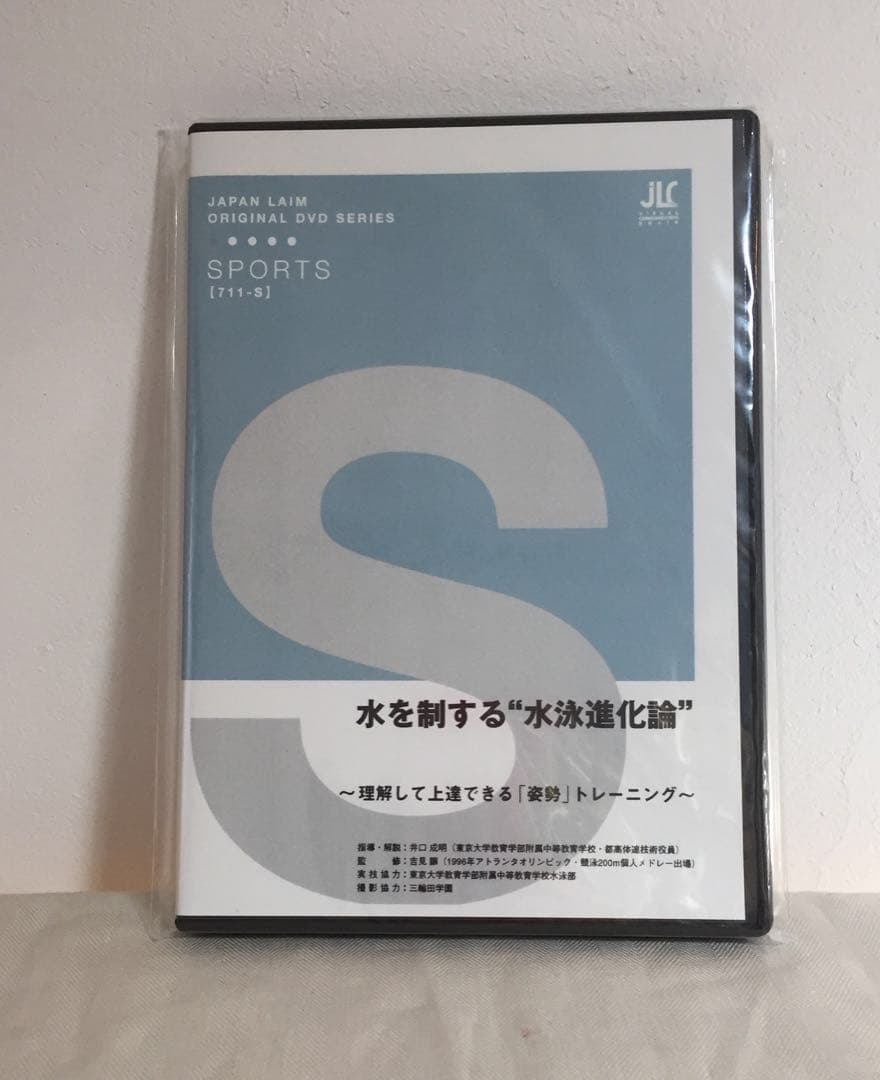 JAPAN LAIM
ORIGINAL DVD SERIES
SPORTS
【711-S】
jLC
S
水を制する“水泳進化論”
～理解して上達できる「姿勢」トレーニング～
指導・解説：井口 成明（東京大学教育学部附属中等教育学校・都高体連技術役員）
監 修：吉見 譲（1996年アトランタオリンピック・競泳200m個人メドレー出場）
実技協力：東京大学教育学部附属中等教育学校水泳部
撮影協力：三輪田学園